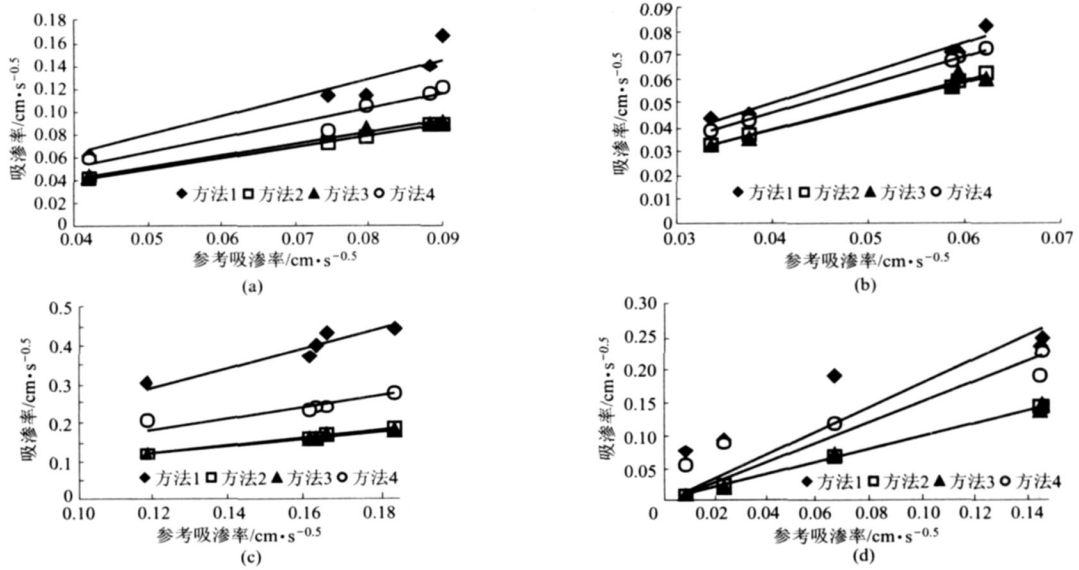 0.18
0.16
0.14
0.12
0.10
0.08
0.06
0.04
0.02
0
吸渗率/cm·s⁻⁰·⁵
◆方法1 □方法2 ▲方法3 ○方法4
0.04 0.05 0.06 0.07 0.08 0.09
参考吸渗率/cm·s⁻⁰·⁵
(a)
0.09
0.08
0.07
0.06
0.05
0.04
0.03
0.02
0.01
0
吸渗率/cm·s⁻⁰·⁵
◆方法1 □方法2 ▲方法3 ○方法4
0.03 0.04 0.05 0.06 0.07
参考吸渗率/cm·s⁻⁰·⁵
(b)
0.5
0.4
0.3
0.2
0.1
0
吸渗率/cm·s⁻⁰·⁵
◆方法1 □方法2 ▲方法3 ○方法4
0.10 0.12 0.14 0.16 0.18
参考吸渗率/cm·s⁻⁰·⁵
(c)
0.30
0.25
0.20
0.15
0.10
0.05
吸渗率/cm·s⁻⁰·⁵
◆方法1 □方法2 ▲方法3 ○方法4
0 0.02 0.04 0.06 0.08 0.10 0.12 0.14
参考吸渗率/cm·s⁻⁰·⁵
(d)